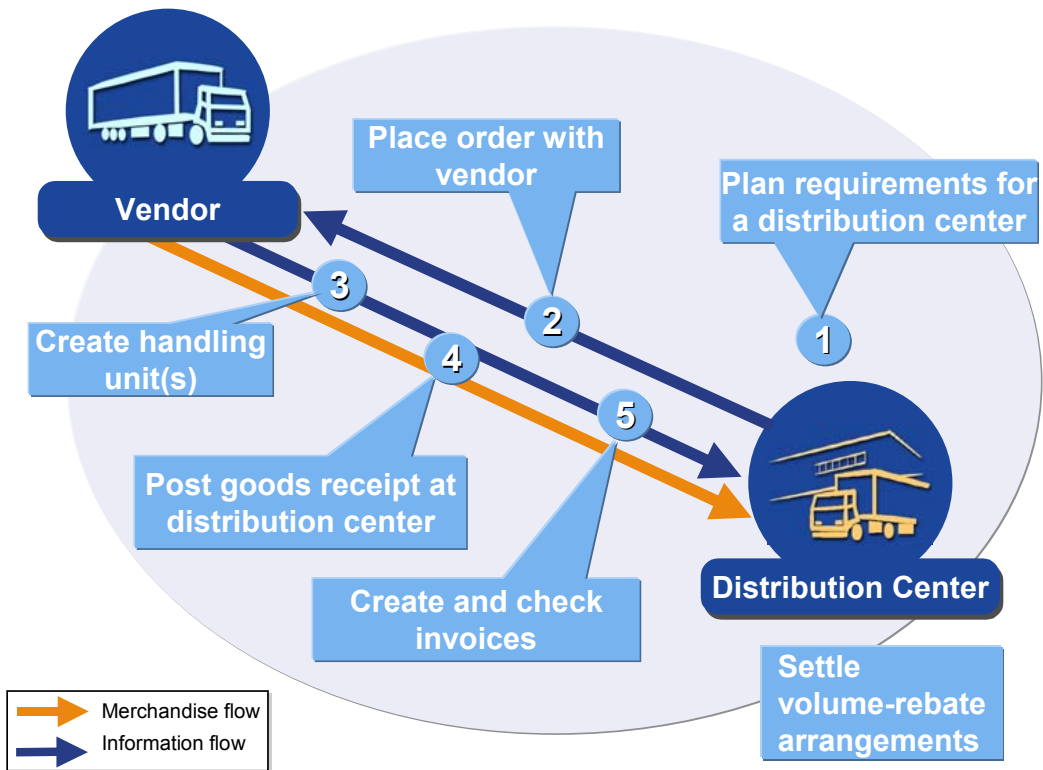 Vendor
Place order with
vendor
Plan requirements for
a distribution center
1
2
3
Create handling
unit(s)
4
Post goods receipt at
distribution center
5
Create and check
invoices
Distribution Center
Settle
volume-rebate
arrangements
Merchandise flow
Information flow